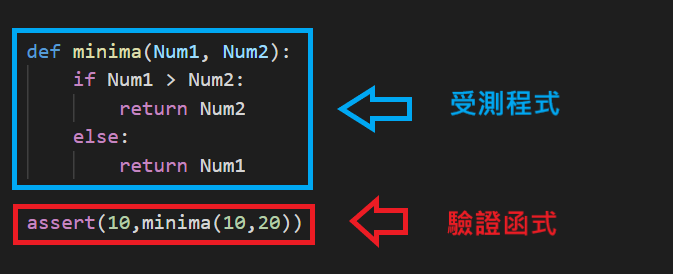 def minima(Num1, Num2):
    if Num1 > Num2:
        return Num2
    else:
        return Num1
受測程式
assert(10,minima(10,20))
驗證函式